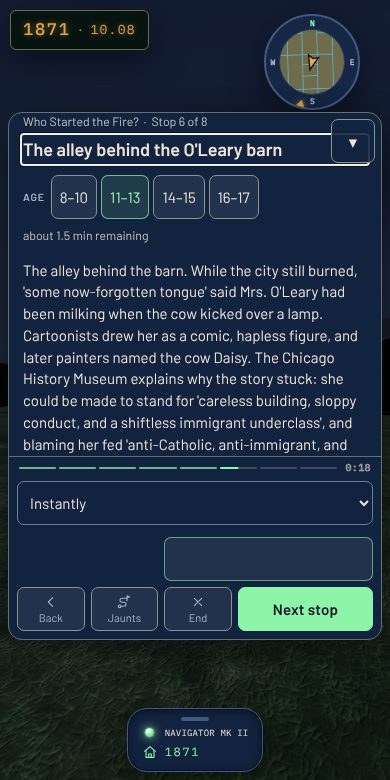 1871 · 10.08
N
W E
S
Who Started the Fire? · Stop 6 of 8
The alley behind the O'Leary barn
▼
AGE 8–10 11–13 14–15 16–17
about 1.5 min remaining
The alley behind the barn. While the city still burned,
'some now-forgotten tongue' said Mrs. O'Leary had
been milking when the cow kicked over a lamp.
Cartoonists drew her as a comic, hapless figure, and
later painters named the cow Daisy. The Chicago
History Museum explains why the story stuck: she
could be made to stand for 'careless building, sloppy
conduct, and a shiftless immigrant underclass', and
blaming her fed 'anti-Catholic, anti-immigrant, and
0:18
Instantly
Back Jaunts End Next stop
NAVIGATOR MK II
1871